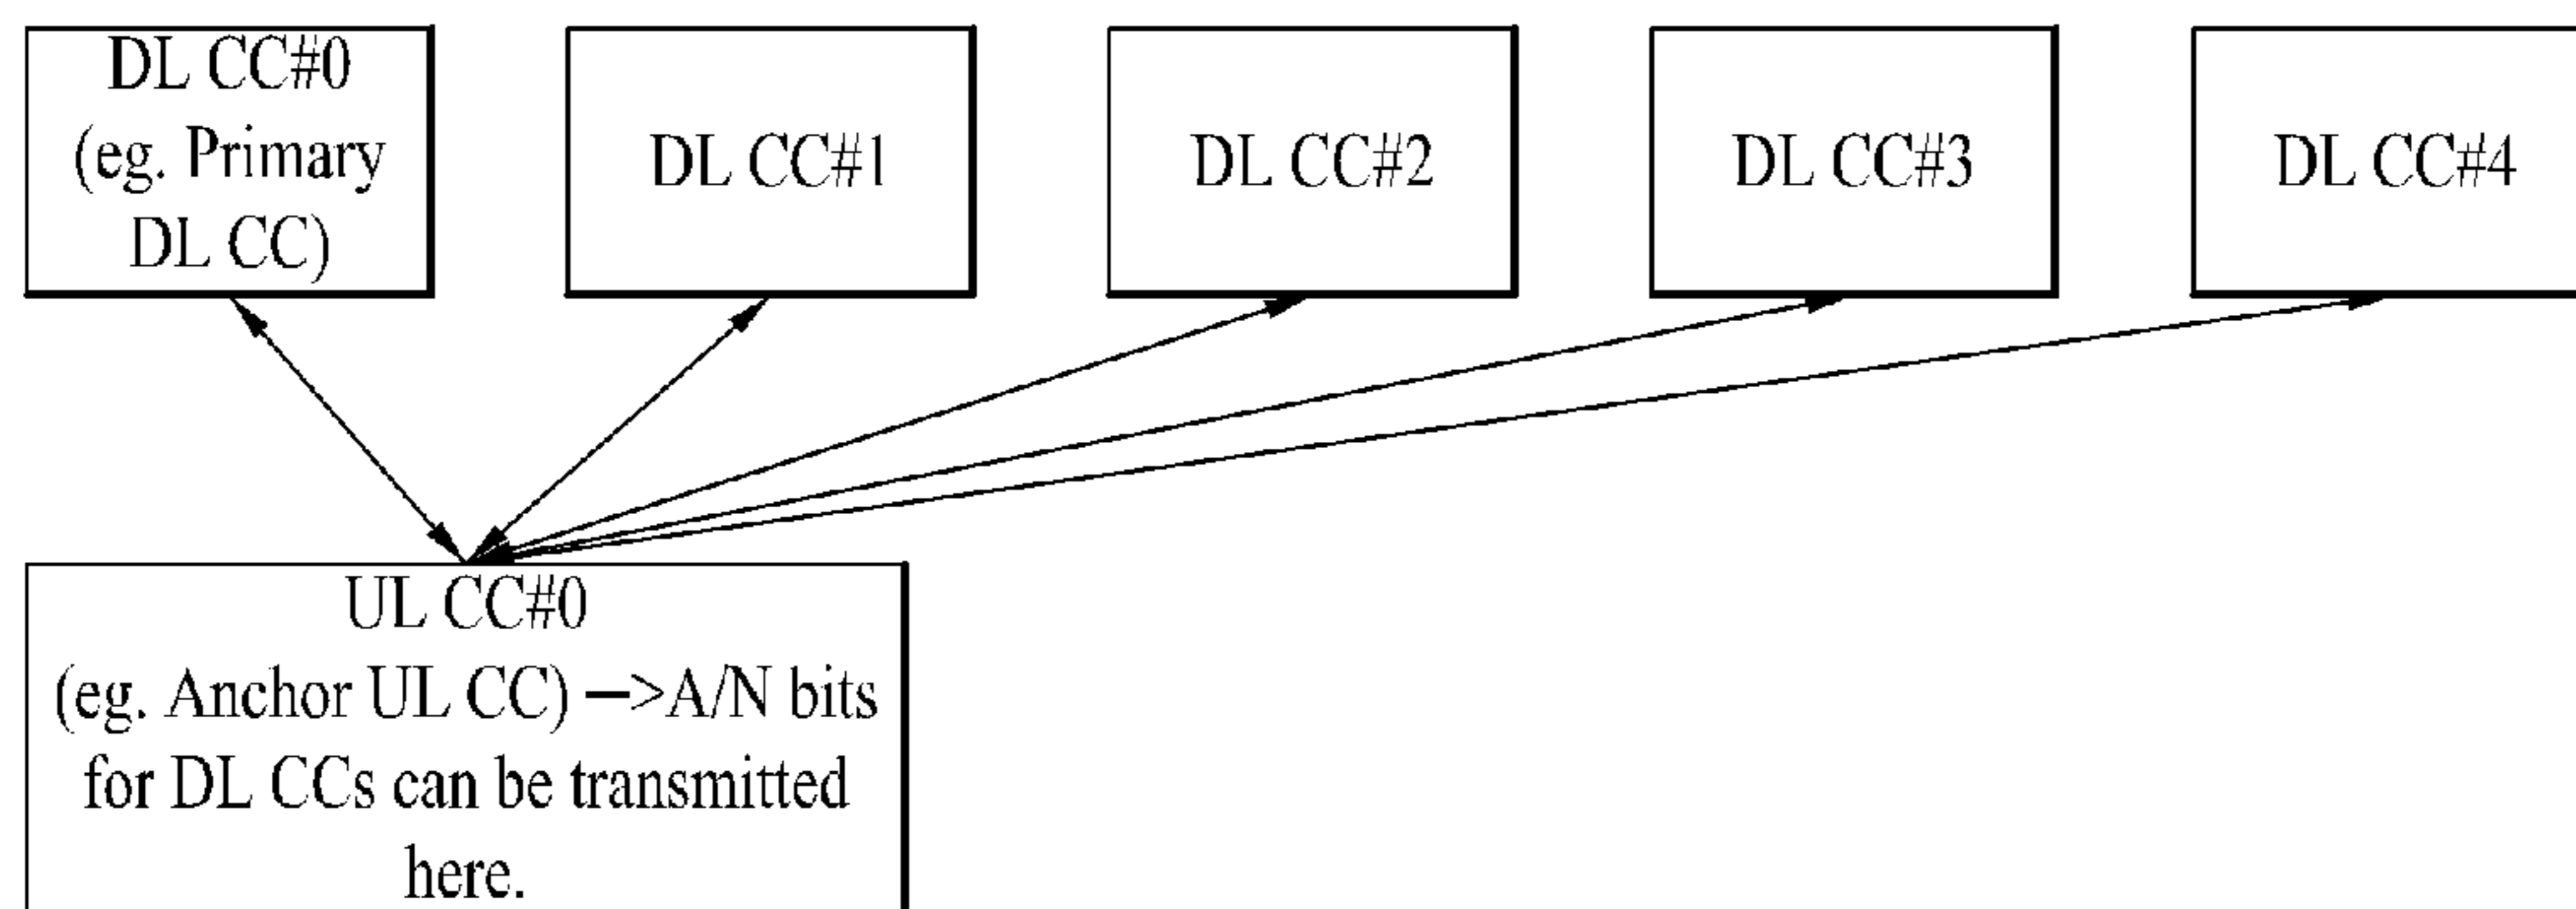 DL CC#0
(eg. Primary
DL CC)
DL CC#1
DL CC#2
DL CC#3
DL CC#4
UL CC#0
(eg. Anchor UL CC) —>A/N bits
for DL CCs can be transmitted
here.